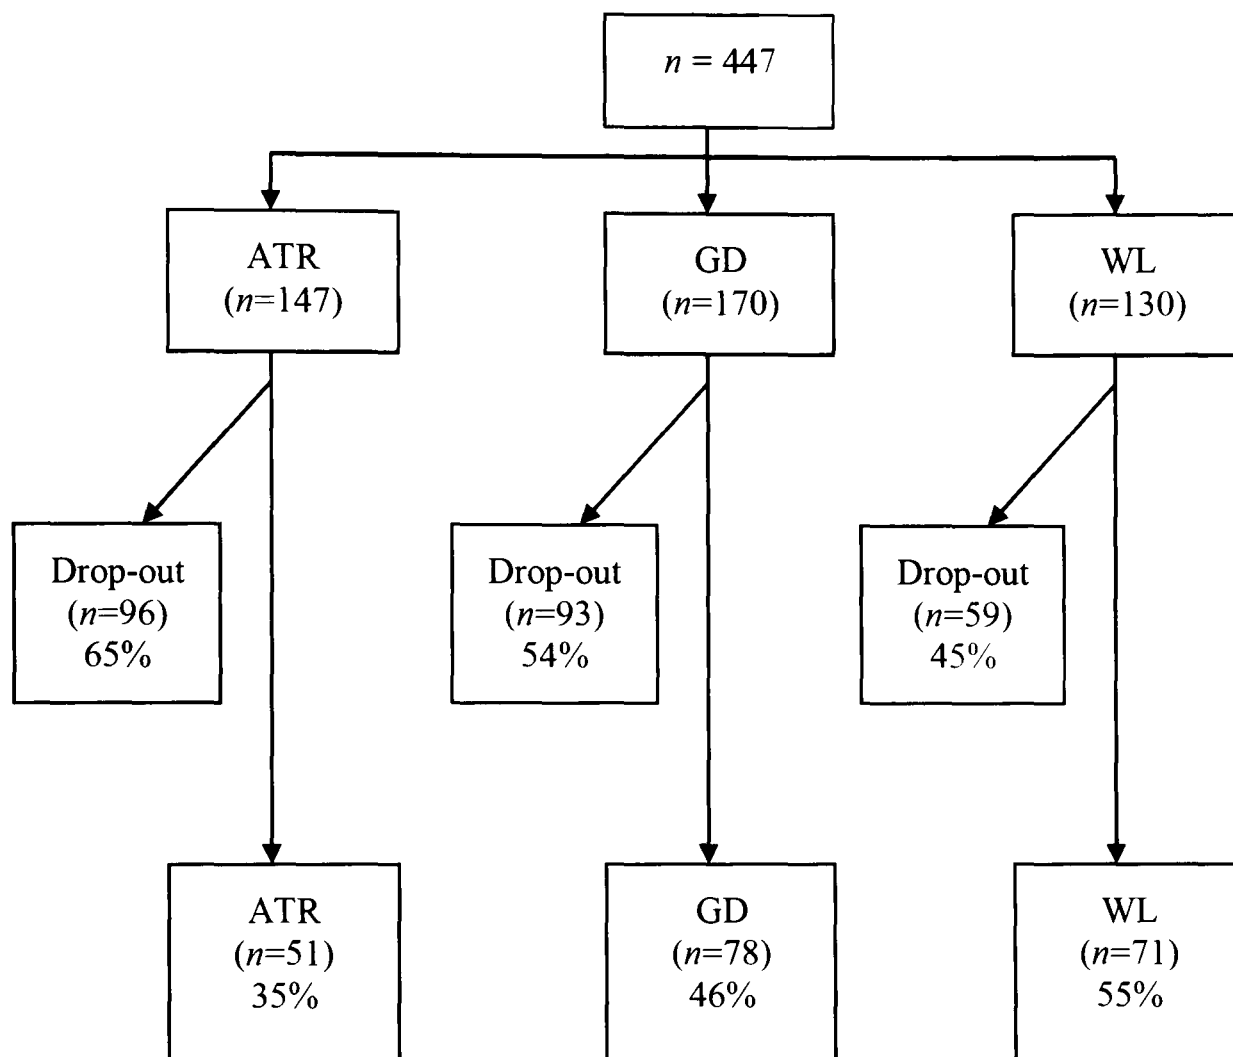 n = 447
ATR
(n=147)
GD
(n=170)
WL
(n=130)
Drop-out
(n=96)
65%
Drop-out
(n=93)
54%
Drop-out
(n=59)
45%
ATR
(n=51)
35%
GD
(n=78)
46%
WL
(n=71)
55%